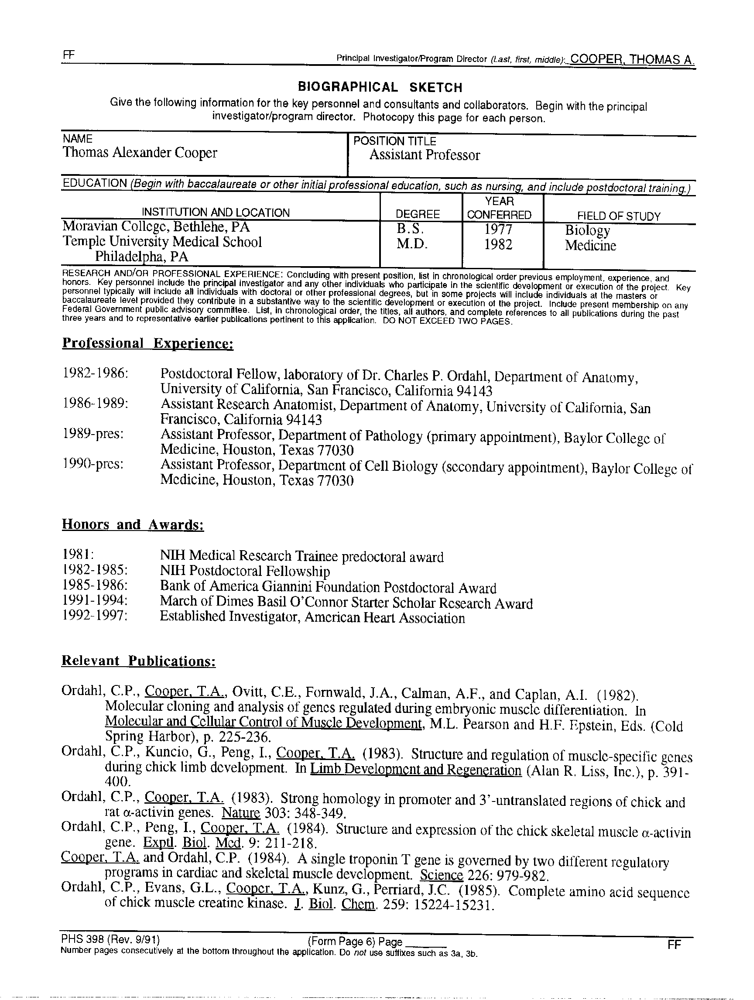 FF
Principal Investigator/Program Director (Last, first, middle): COOPER, THOMAS A.
BIOGRAPHICAL SKETCH
Give the following information for the key personnel and consultants and collaborators. Begin with the principal
investigator/program director. Photocopy this page for each person.
NAME
Thomas Alexander Cooper
POSITION TITLE
Assistant Professor
EDUCATION (Begin with baccalaureate or other initial professional education, such as nursing, and include postdoctoral training.)
INSTITUTION AND LOCATION DEGREE YEAR CONFERRED FIELD OF STUDY
Moravian College, Bethlehe, PA B.S. 1977 Biology
Temple University Medical School M.D. 1982 Medicine
Philadelpha, PA
RESEARCH AND/OR PROFESSIONAL EXPERIENCE: Concluding with present position, list in chronological order previous employment, experience, and
honors. Key personnel include the principal investigator and any other individuals who participate in the scientific development or execution of the project. Key
personnel typically will include all individuals with doctoral or other professional degrees, but in some projects will include individuals at the masters or
baccalaureate level provided they contribute in a substantive way to the scientific development or execution of the project. Include present membership on any
Federal Government public advisory committee. List, in chronological order, the titles, all authors, and complete references to all publications during the past
three years and to representative earlier publications pertinent to this application. DO NOT EXCEED TWO PAGES.
Professional Experience:
1982-1986: Postdoctoral Fellow, laboratory of Dr. Charles P. Ordahl, Department of Anatomy,
University of California, San Francisco, California 94143
1986-1989: Assistant Research Anatomist, Department of Anatomy, University of California, San
Francisco, California 94143
1989-pres: Assistant Professor, Department of Pathology (primary appointment), Baylor College of
Medicine, Houston, Texas 77030
1990-pres: Assistant Professor, Department of Cell Biology (secondary appointment), Baylor College of
Medicine, Houston, Texas 77030
Honors and Awards:
1981: NIH Medical Research Trainee predoctoral award
1982-1985: NIH Postdoctoral Fellowship
1985-1986: Bank of America Giannini Foundation Postdoctoral Award
1991-1994: March of Dimes Basil O'Connor Starter Scholar Research Award
1992-1997: Established Investigator, American Heart Association
Relevant Publications:
Ordahl, C.P., Cooper, T.A., Ovitt, C.E., Fornwald, J.A., Calman, A.F., and Caplan, A.I. (1982).
Molecular cloning and analysis of genes regulated during embryonic muscle differentiation. In
Molecular and Cellular Control of Muscle Development, M.L. Pearson and H.F. Epstein, Eds. (Cold
Spring Harbor), p. 225-236.
Ordahl, C.P., Kuncio, G., Peng, I., Cooper, T.A. (1983). Structure and regulation of muscle-specific genes
during chick limb development. In Limb Development and Regeneration (Alan R. Liss, Inc.), p. 391-
400.
Ordahl, C.P., Cooper, T.A. (1983). Strong homology in promoter and 3'-untranslated regions of chick and
rat α-activin genes. Nature 303: 348-349.
Ordahl, C.P., Peng, I., Cooper, T.A. (1984). Structure and expression of the chick skeletal muscle α-activin
gene. Exptl. Biol. Med. 9: 211-218.
Cooper, T.A. and Ordahl, C.P. (1984). A single troponin T gene is governed by two different regulatory
programs in cardiac and skeletal muscle development. Science 226: 979-982.
Ordahl, C.P., Evans, G.L., Cooper, T.A., Kunz, G., Perriard, J.C. (1985). Complete amino acid sequence
of chick muscle creatine kinase. J. Biol. Chem. 259: 15224-15231.
PHS 398 (Rev. 9/91) (Form Page 6) Page ______ FF
Number pages consecutively at the bottom throughout the application. Do not use suffixes such as 3a, 3b.